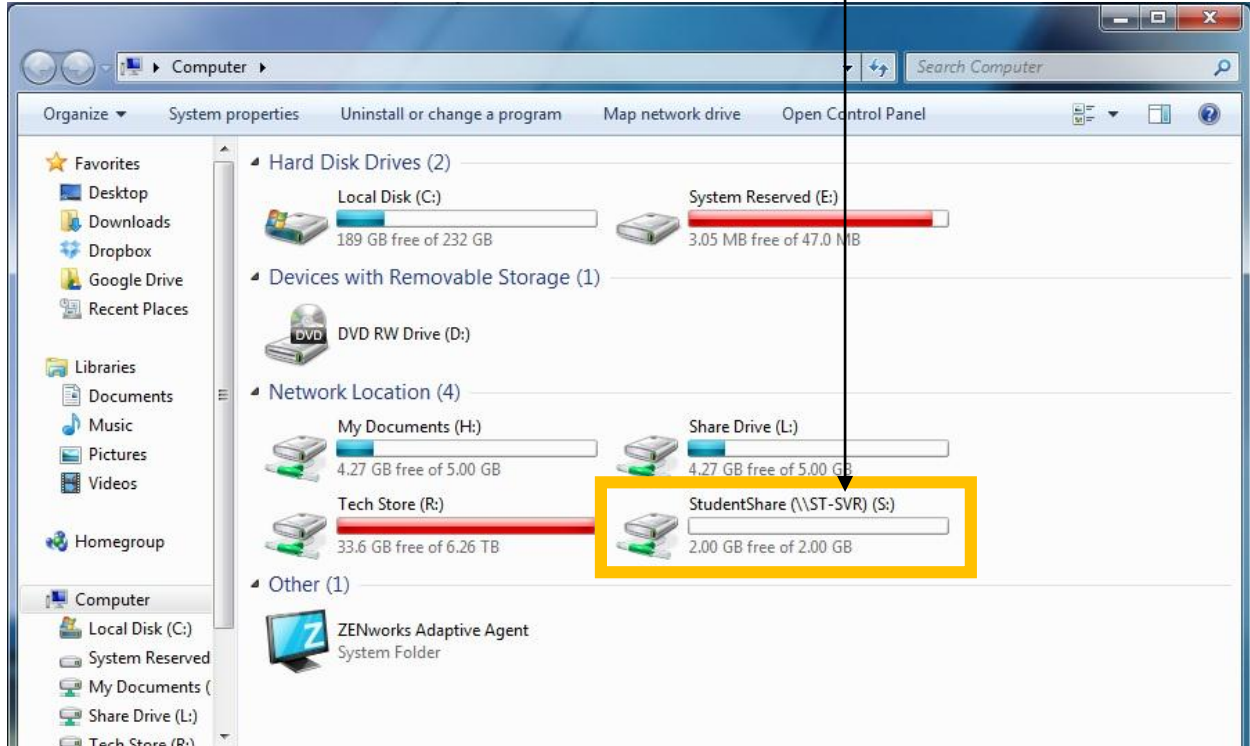 Computer
Search Computer
Organize System properties Uninstall or change a program Map network drive Open Control Panel
Favorites
Desktop
Downloads
Dropbox
Google Drive
Recent Places
Libraries
Documents
Music
Pictures
Videos
Homegroup
Computer
Local Disk (C:)
System Reserved
My Documents (
Share Drive (L:)
Tech Store (R:)
Hard Disk Drives (2)
Local Disk (C:)
189 GB free of 232 GB
System Reserved (E:)
3.05 MB free of 47.0 MB
Devices with Removable Storage (1)
DVD
DVD RW Drive (D:)
Network Location (4)
My Documents (H:)
4.27 GB free of 5.00 GB
Share Drive (L:)
4.27 GB free of 5.00 GB
Tech Store (R:)
33.6 GB free of 6.26 TB
StudentShare (\\ST-SVR) (S:)
2.00 GB free of 2.00 GB
Other (1)
Z
ZENworks Adaptive Agent
System Folder